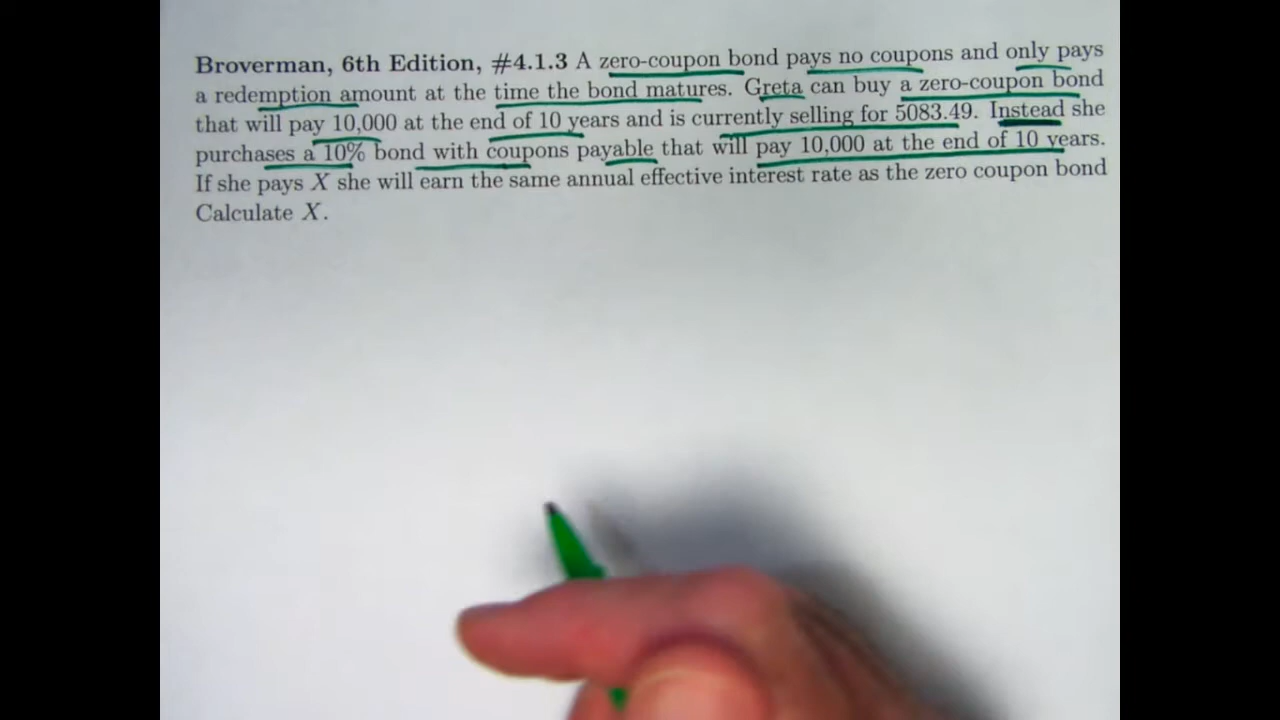 Broverman, 6th Edition, #4.1.3 A zero-coupon bond pays no coupons and only pays
a redemption amount at the time the bond matures. Greta can buy a zero-coupon bond
that will pay 10,000 at the end of 10 years and is currently selling for 5083.49. Instead she
purchases a 10% bond with coupons payable that will pay 10,000 at the end of 10 years.
If she pays X she will earn the same annual effective interest rate as the zero coupon bond
Calculate X.